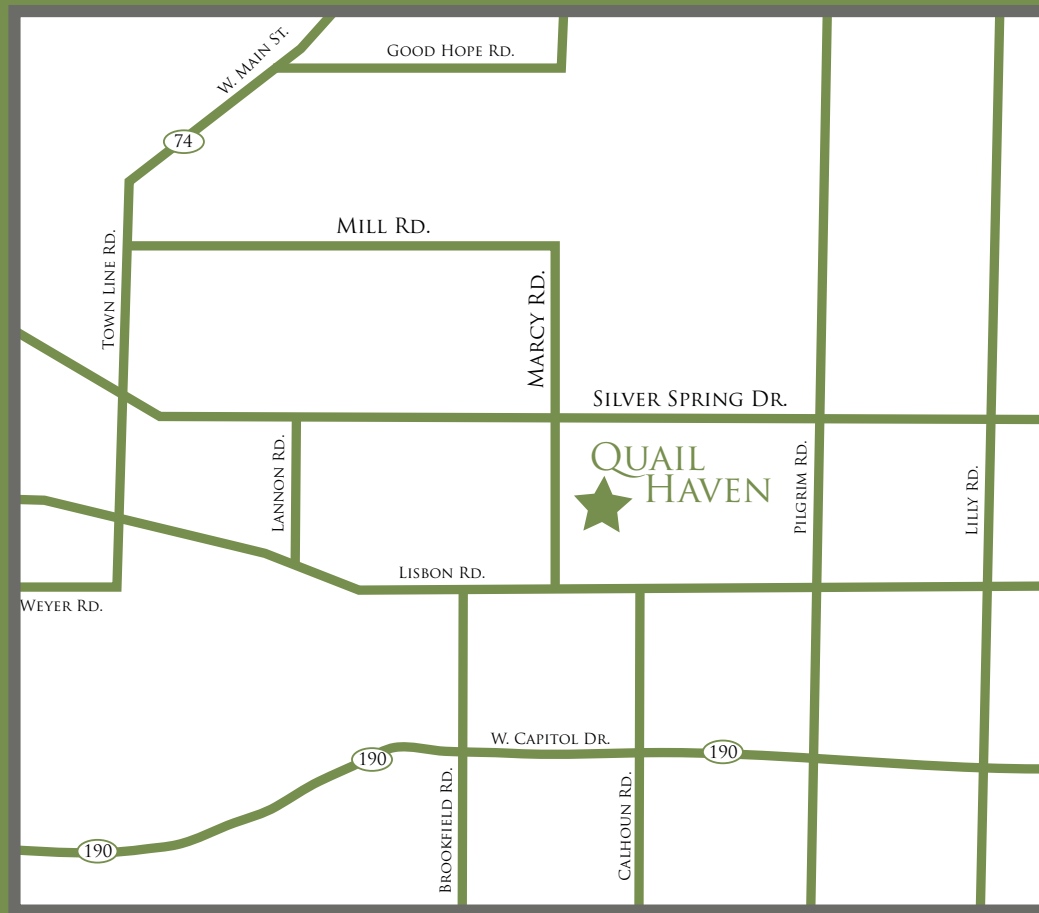 W. Main St.
Good Hope Rd.
74
Mill Rd.
Town Line Rd.
Marcy Rd.
Silver Spring Dr.
Quail
Haven
Lannon Rd.
Pilgrim Rd.
Lilly Rd.
Lisbon Rd.
Weyer Rd.
W. Capitol Dr.
190
190
Brookfield Rd.
Calhoun Rd.
190